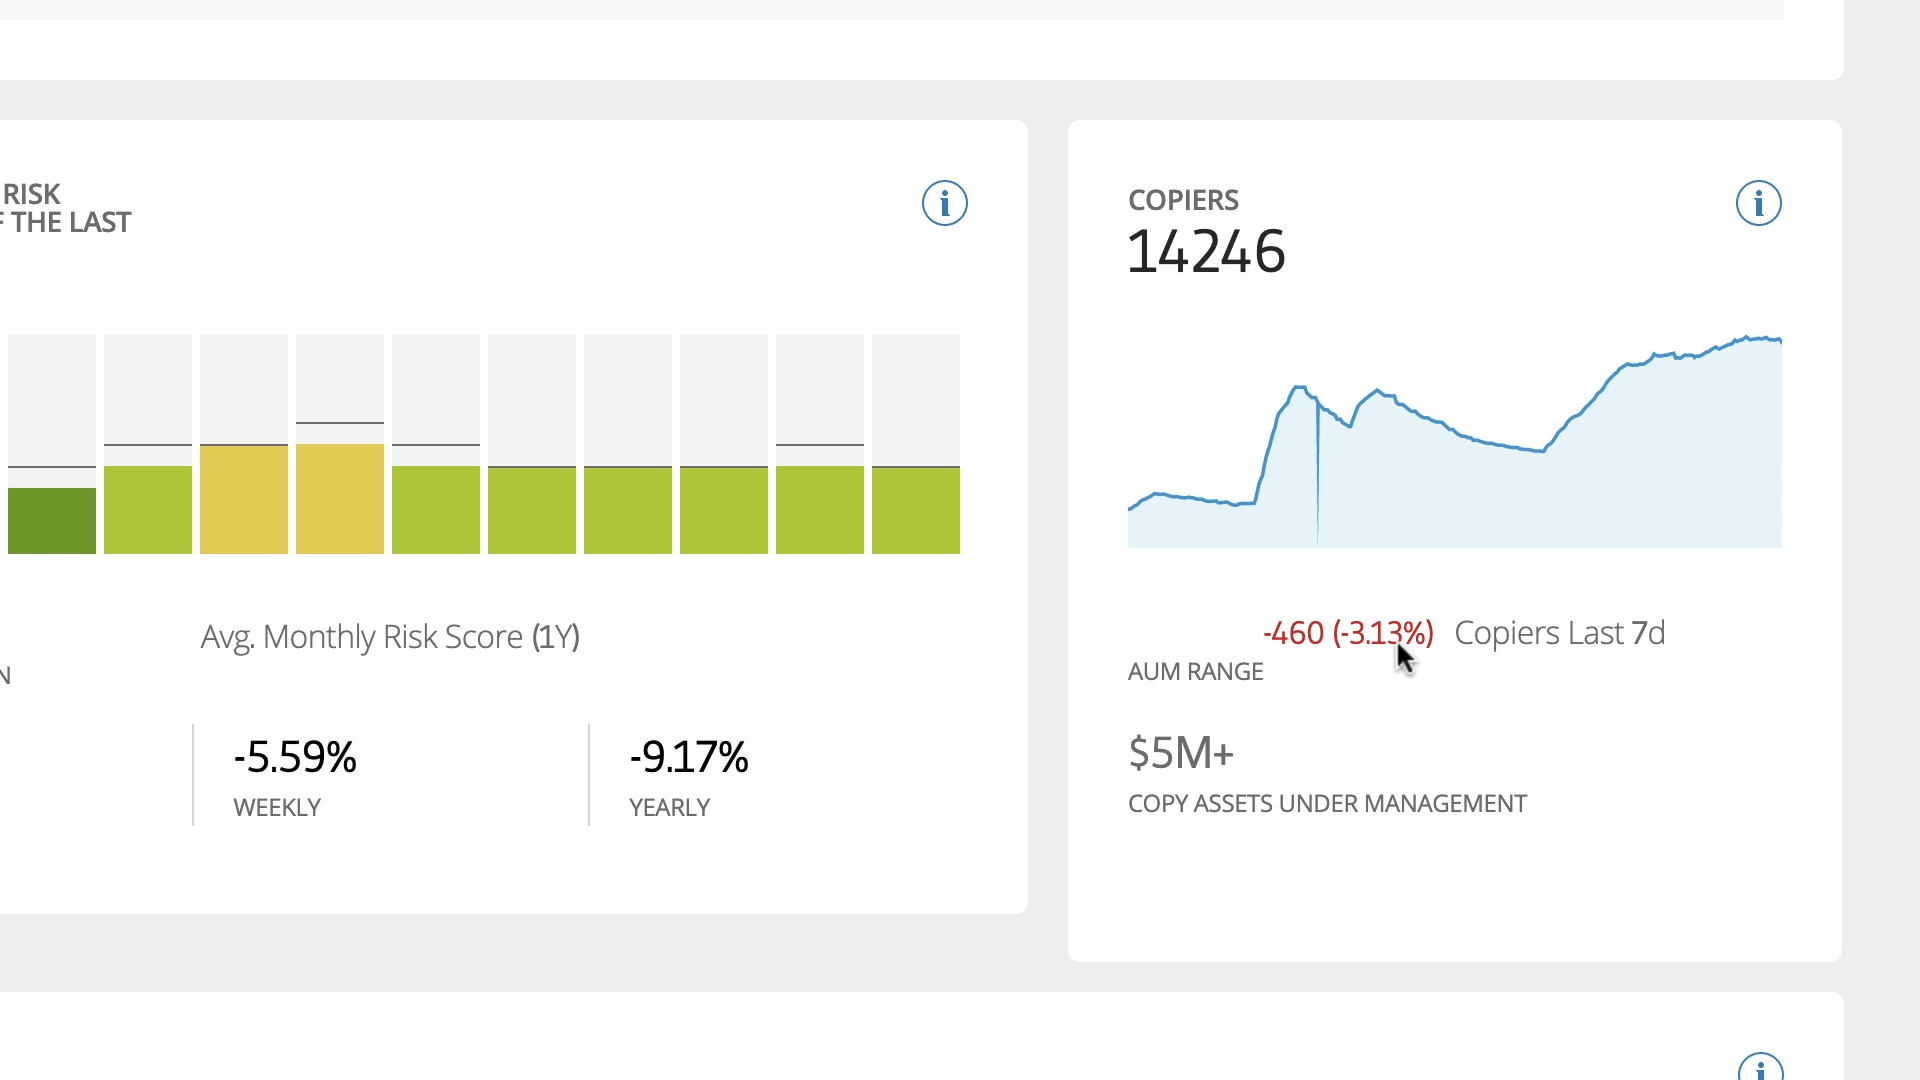 RISK
F THE LAST
Avg. Monthly Risk Score (1Y)
N
-5.59%
WEEKLY
-9.17%
YEARLY
COPIERS
14246
-460 (-3.13%) Copiers Last 7d
AUM RANGE
$5M+
COPY ASSETS UNDER MANAGEMENT